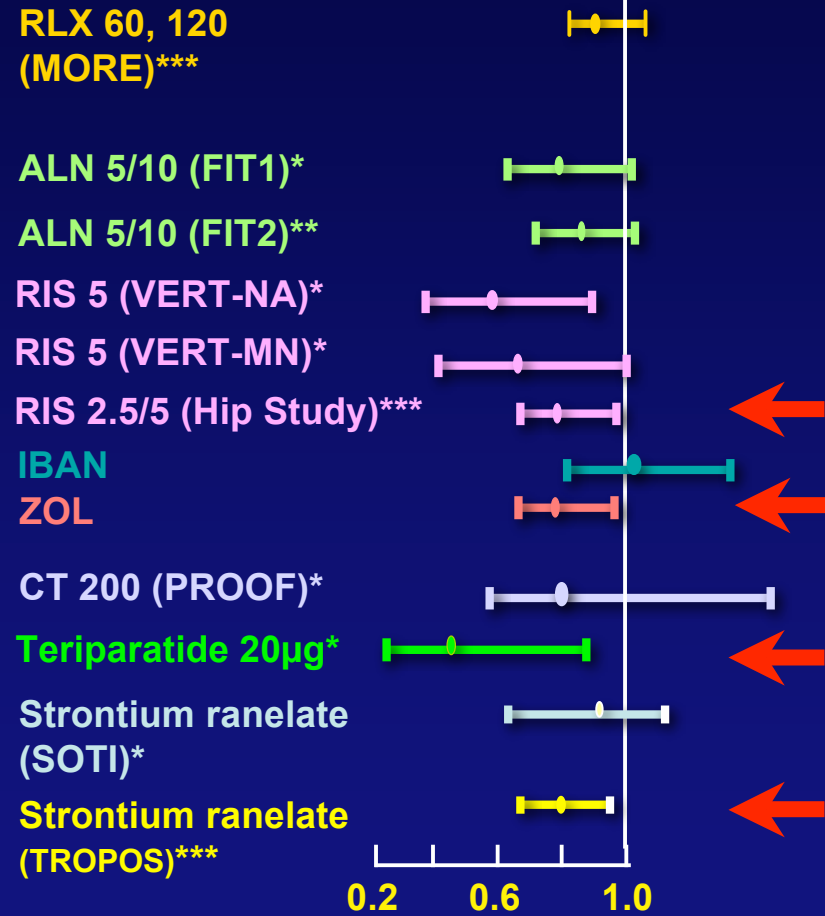 RLX 60, 120
(MORE)***
ALN 5/10 (FIT1)*
ALN 5/10 (FIT2)**
RIS 5 (VERT-NA)*
RIS 5 (VERT-MN)*
RIS 2.5/5 (Hip Study)***
IBAN
ZOL
CT 200 (PROOF)*
Teriparatide 20µg*
Strontium ranelate
(SOTI)*
Strontium ranelate
(TROPOS)***
0.2 0.6 1.0